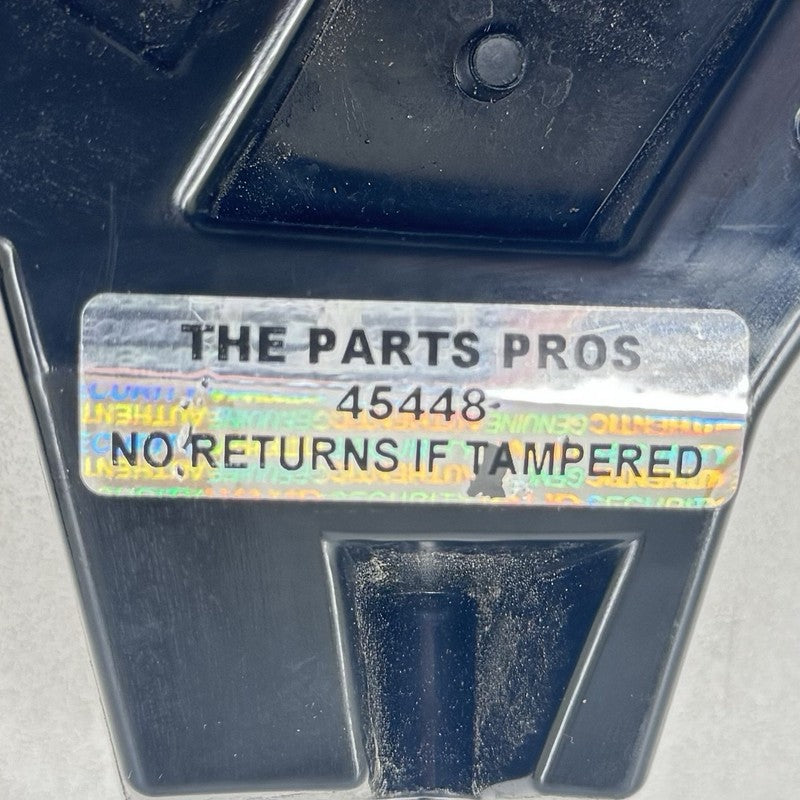 THE PARTS PROS
45448
NO RETURNS IF TAMPERED